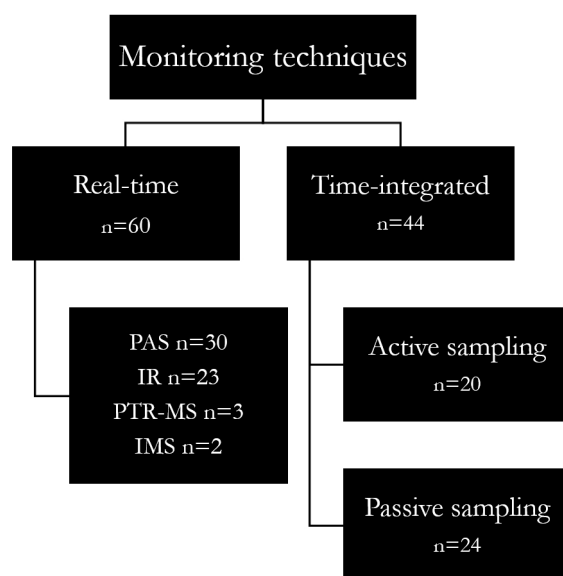 Monitoring techniques
Real-time
n=60
Time-integrated
n=44
PAS n=30
IR n=23
PTR-MS n=3
IMS n=2
Active sampling
n=20
Passive sampling
n=24